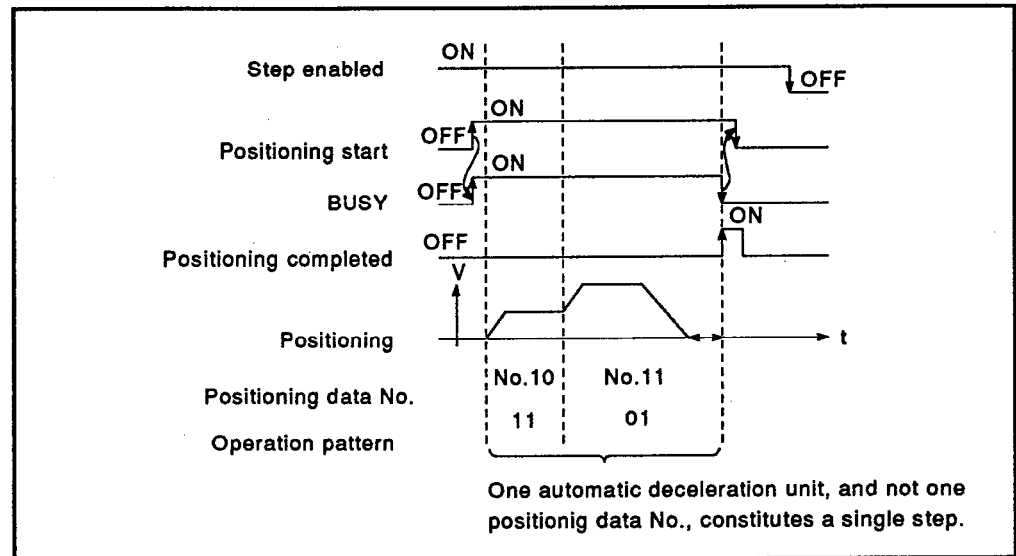 ON
Step enabled
OFF
ON
OFF
Positioning start
ON
OFF
BUSY
ON
OFF
Positioning completed
V
Positioning
t
No.10 No.11
Positioning data No.
11 01
Operation pattern
One automatic deceleration unit, and not one
positionig data No., constitutes a single step.